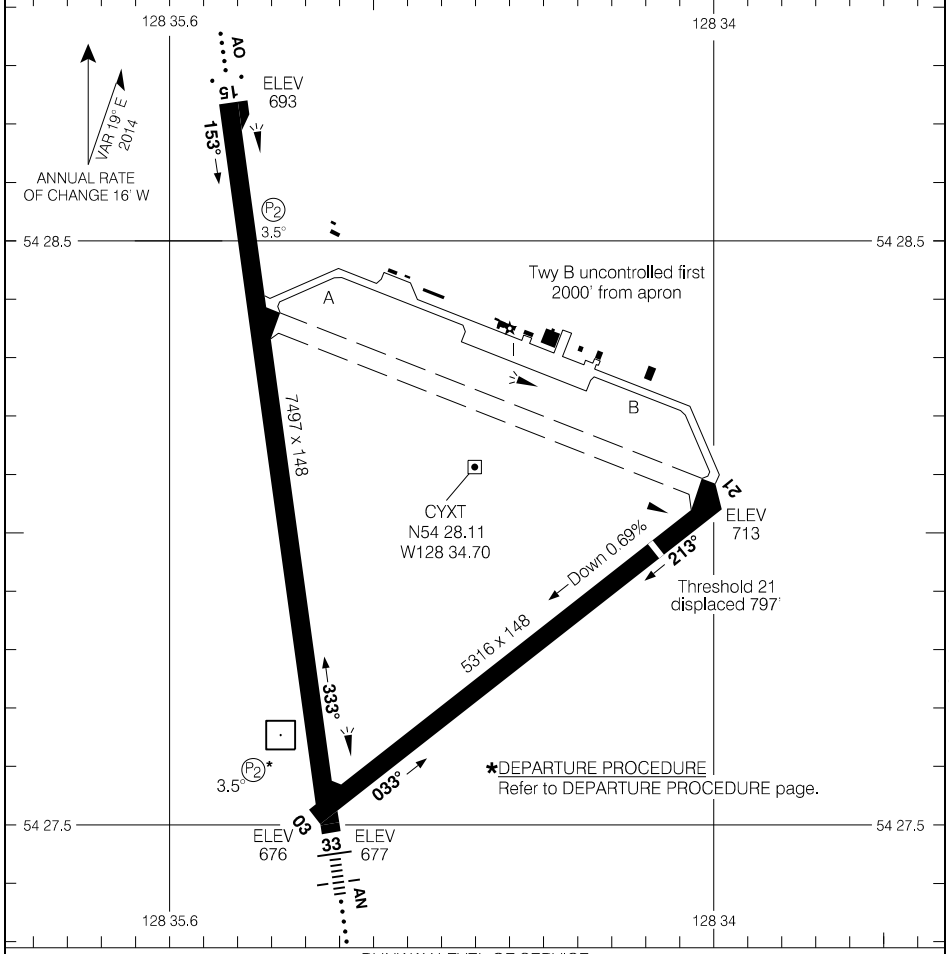 128 35.6
128 34
AO
15
ELEV
693
VAR 19° E
2014
ANNUAL RATE
OF CHANGE 16' W
153°
P2
3.5°
54 28.5
54 28.5
Twy B uncontrolled first
2000' from apron
A
B
7497 x 148
CYXT
N54 28.11
W128 34.70
21
ELEV
713
Down 0.69%
213°
Threshold 21
displaced 797'
5316 x 148
333°
P2*
3.5°
033°
*DEPARTURE PROCEDURE
Refer to DEPARTURE PROCEDURE page.
54 27.5
54 27.5
03
ELEV
676
33
ELEV
677
AN
128 35.6
128 34